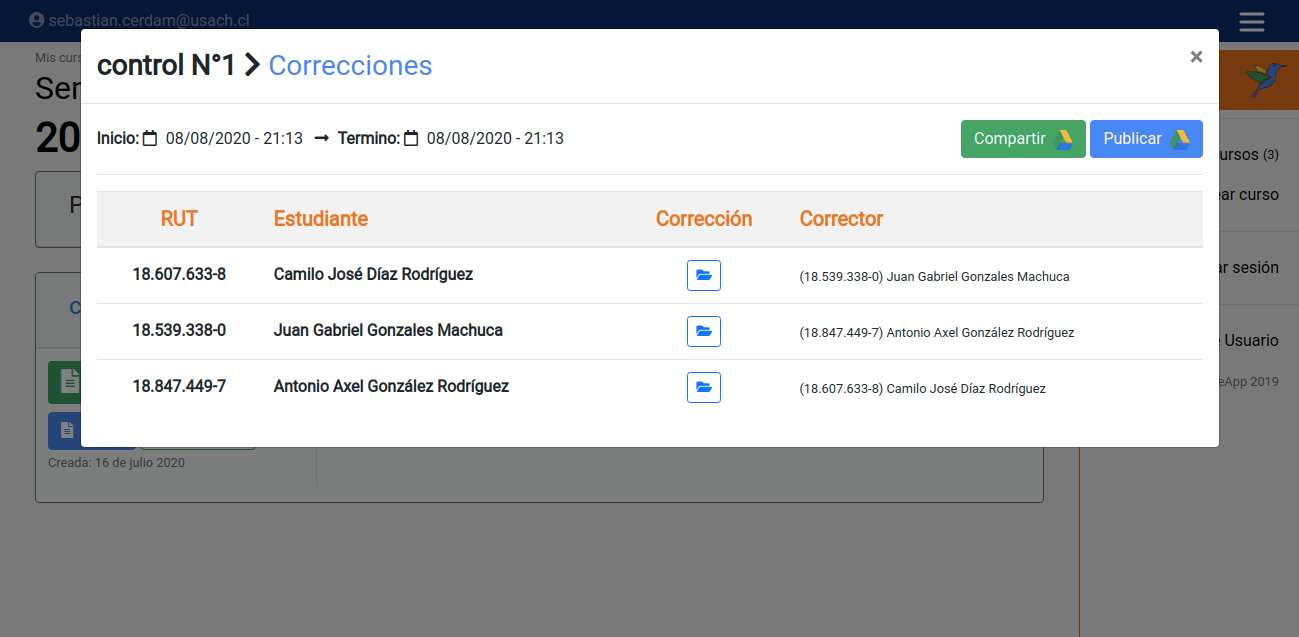 sebastian.cerdam@usach.cl
Mis curs
control N°1 Correcciones ×
Ser
20
Inicio: 08/08/2020 - 21:13 → Termino: 08/08/2020 - 21:13 Compartir Publicar
ursos (3)
ar curso
P
RUT Estudiante Corrección Corrector
18.607.633-8 Camilo José Díaz Rodríguez (18.539.338-0) Juan Gabriel Gonzales Machuca
ar sesión
C
18.539.338-0 Juan Gabriel Gonzales Machuca (18.847.449-7) Antonio Axel González Rodríguez
e Usuario
18.847.449-7 Antonio Axel González Rodríguez (18.607.633-8) Camilo José Díaz Rodríguez
eApp 2019
Creada: 16 de julio 2020